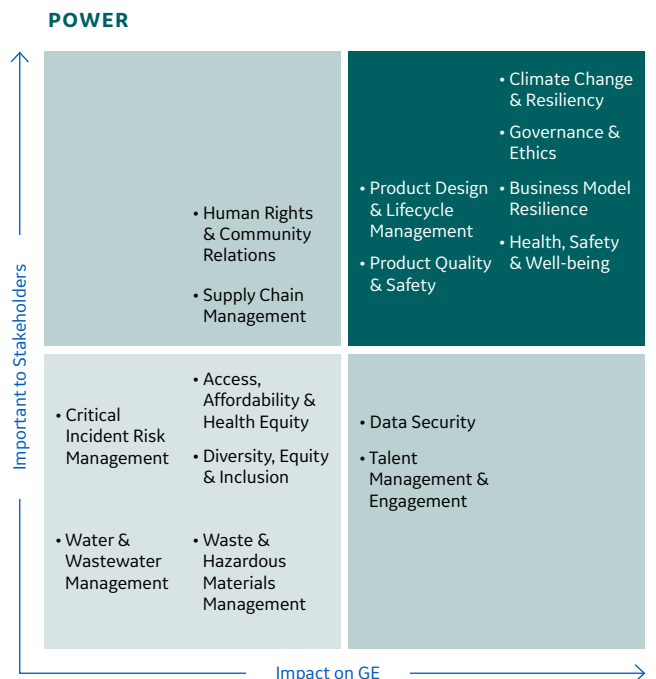 POWER
Important to Stakeholders
• Human Rights
& Community
Relations
• Supply Chain
Management
• Product Design
& Lifecycle
Management
• Product Quality
& Safety
• Climate Change
& Resiliency
• Governance &
Ethics
• Business Model
Resilience
• Health, Safety
& Well-being
• Critical
Incident Risk
Management
• Water &
Wastewater
Management
• Access,
Affordability &
Health Equity
• Diversity, Equity
& Inclusion
• Waste &
Hazardous
Materials
Management
• Data Security
• Talent
Management &
Engagement
Impact on GE